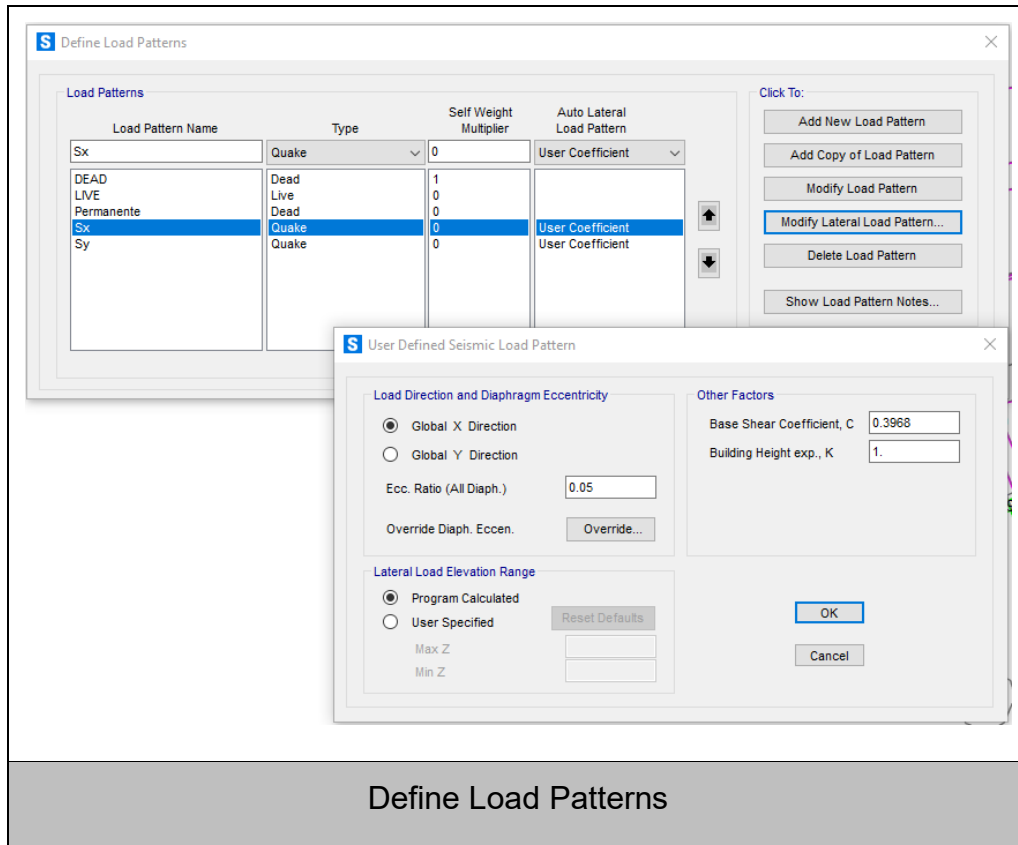 S Define Load Patterns
Load Patterns
Click To:
Load Pattern Name Type Self Weight Multiplier Auto Lateral Load Pattern
Sx Quake 0 User Coefficient
DEAD Dead 1
LIVE Live 0
Permanente Dead 0
Sx Quake 0 User Coefficient
Sy Quake 0 User Coefficient
Add New Load Pattern
Add Copy of Load Pattern
Modify Load Pattern
Modify Lateral Load Pattern...
Delete Load Pattern
Show Load Pattern Notes...
S User Defined Seismic Load Pattern
Load Direction and Diaphragm Eccentricity
Global X Direction
Global Y Direction
Ecc. Ratio (All Diaph.) 0.05
Override Diaph. Eccen. Override...
Other Factors
Base Shear Coefficient, C 0.3968
Building Height exp., K 1.
Lateral Load Elevation Range
Program Calculated
User Specified Reset Defaults
Max Z
Min Z
OK
Cancel
Define Load Patterns